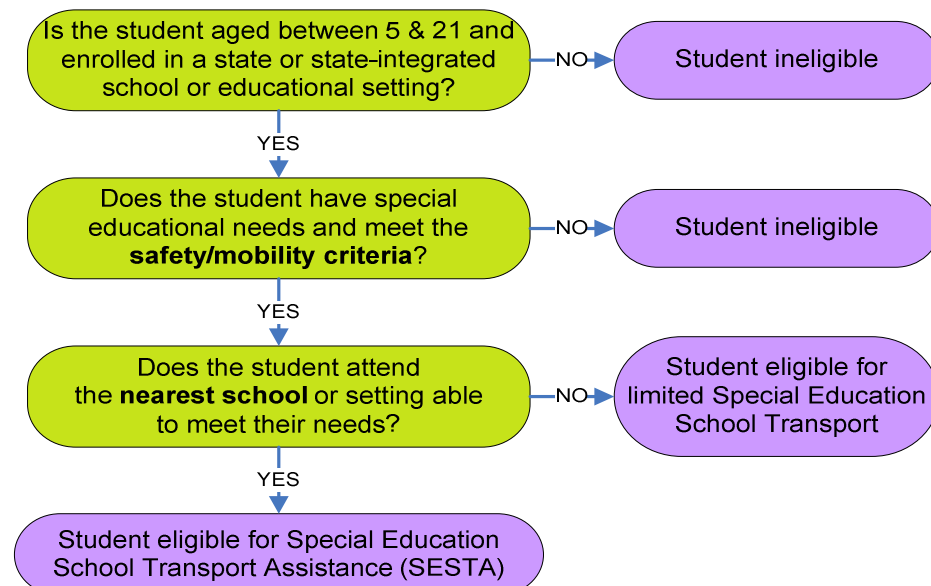 Is the student aged between 5 & 21 and
enrolled in a state or state-integrated
school or educational setting?
NO
Student ineligible
YES
Does the student have special
educational needs and meet the
safety/mobility criteria?
NO
Student ineligible
YES
Does the student attend
the nearest school or setting able
to meet their needs?
NO
Student eligible for
limited Special Education
School Transport
YES
Student eligible for Special Education
School Transport Assistance (SESTA)